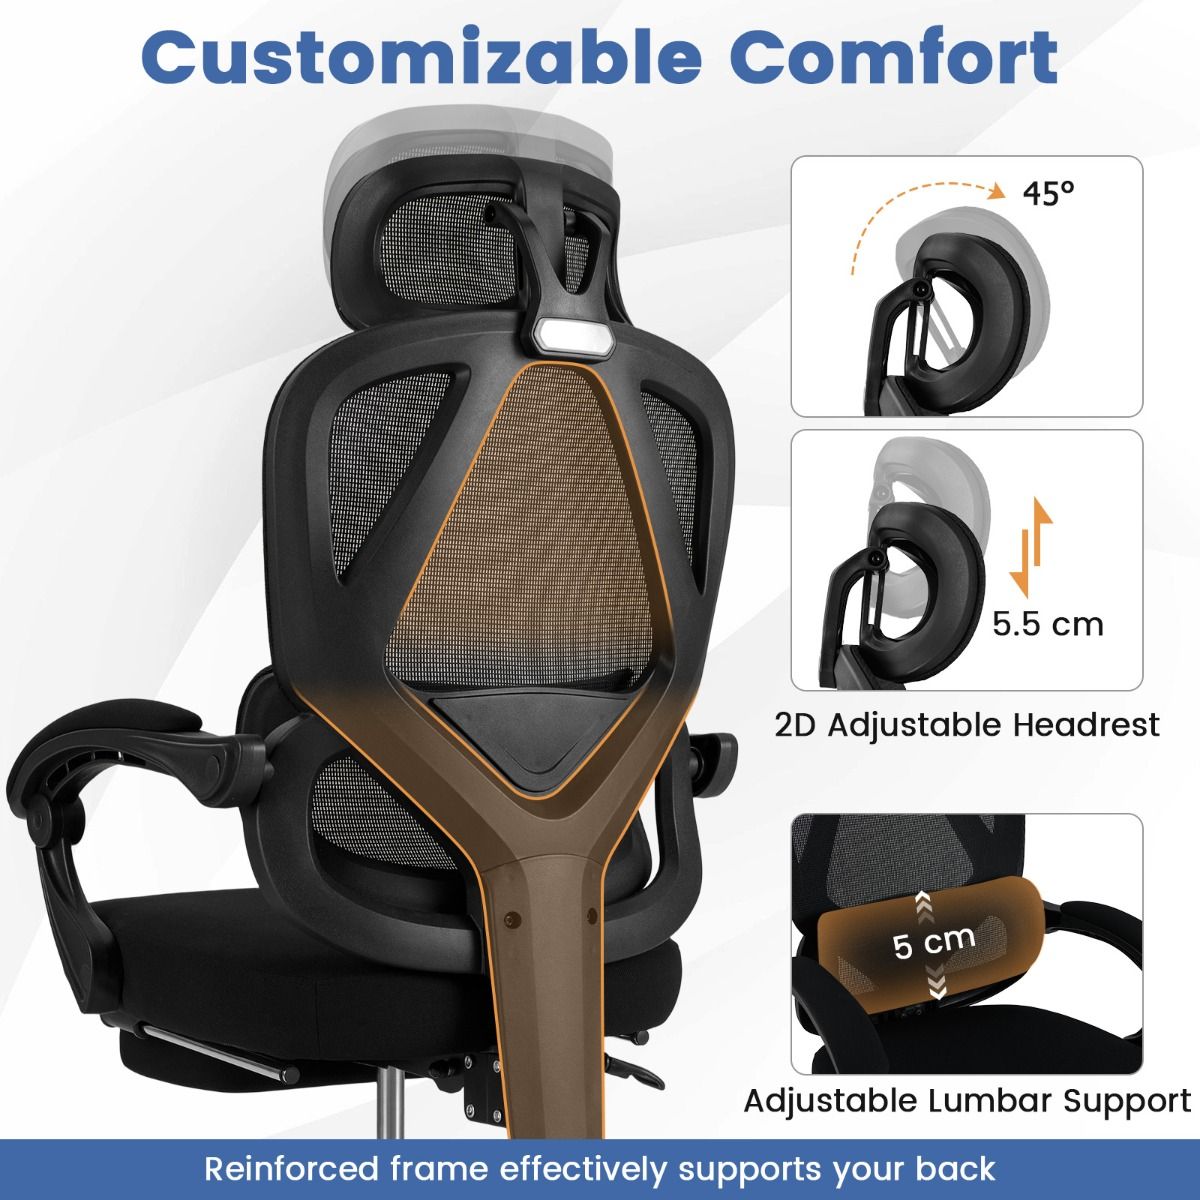 Customizable Comfort
45°
5.5 cm
2D Adjustable Headrest
5 cm
Adjustable Lumbar Support
Reinforced frame effectively supports your back